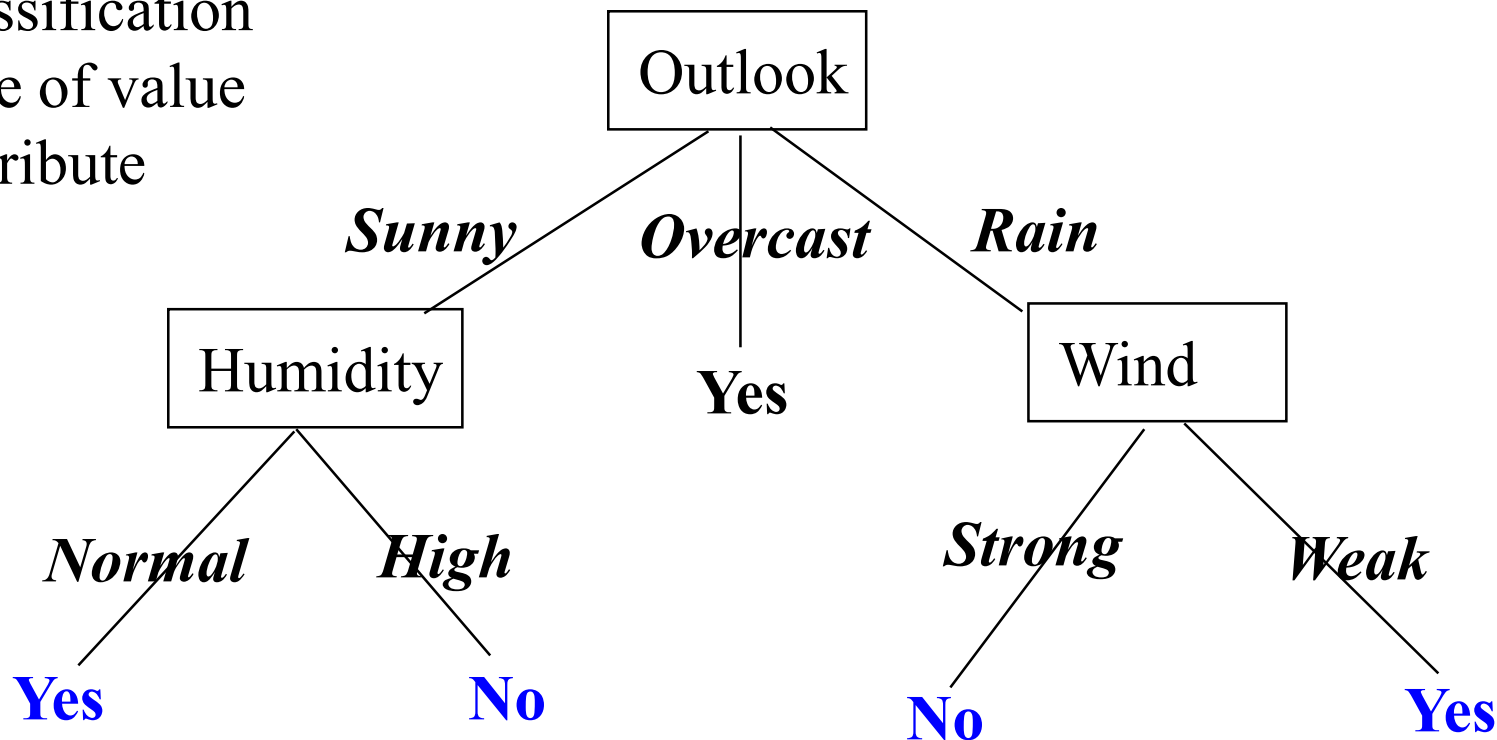 ssification
e of value
ribute
Outlook
Sunny
Overcast
Rain
Humidity
Yes
Wind
Normal
High
Strong
Weak
Yes
No
No
Yes